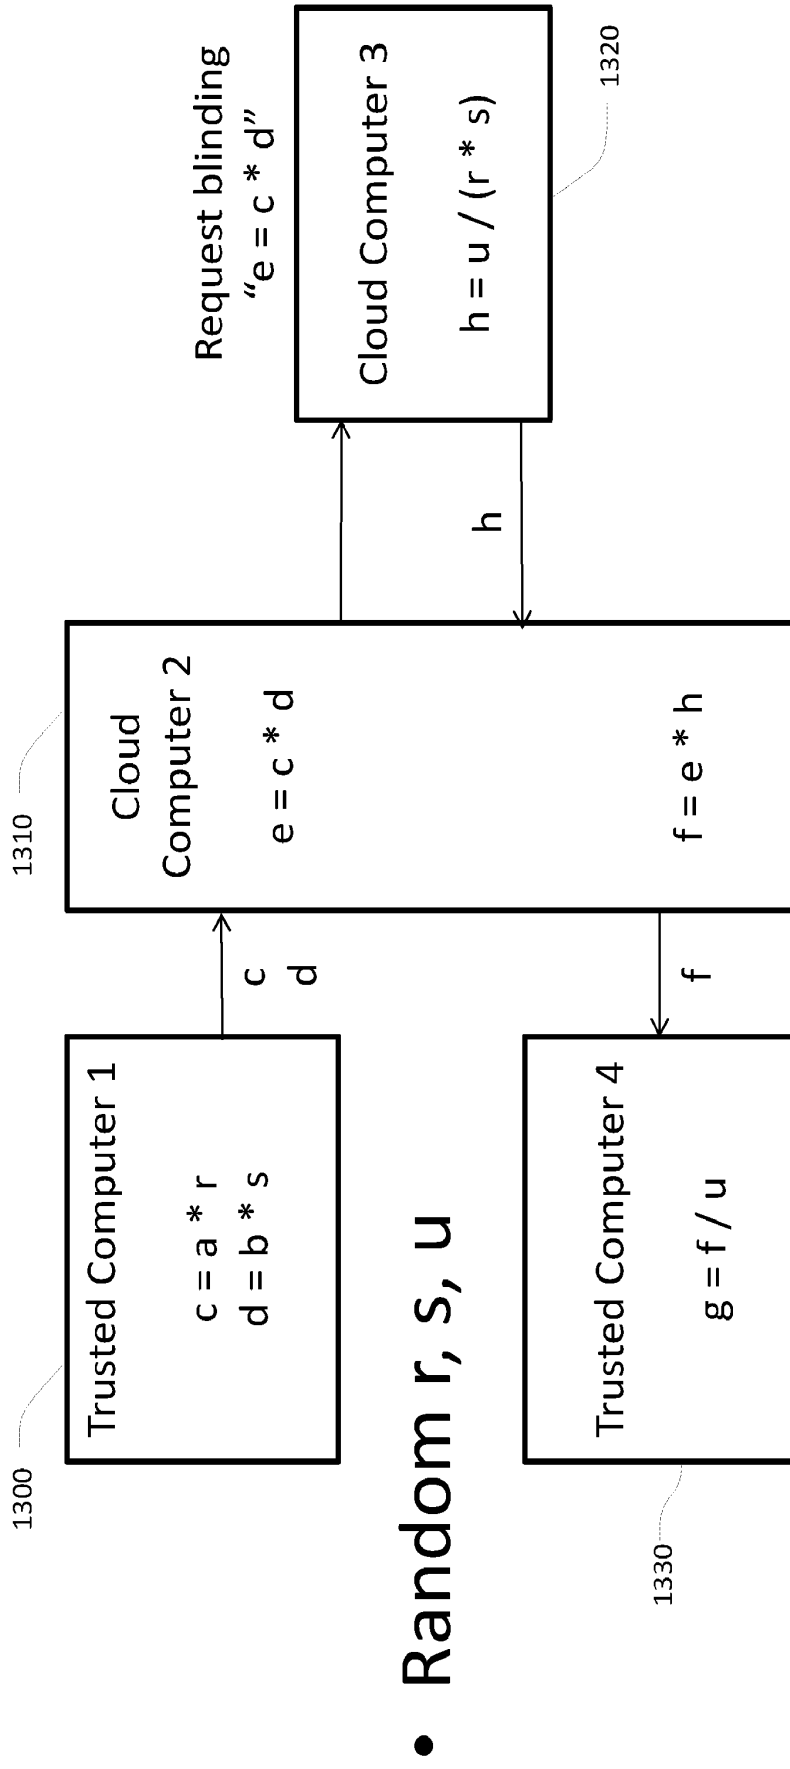 1300
Trusted Computer 1
c = a * r
d = b * s
c
d
1310
Cloud
Computer 2
e = c * d
f = e * h
Request blinding
“e = c * d”
Cloud Computer 3
h = u / (r * s)
1320
h
• Random r, s, u
Trusted Computer 4
g = f / u
1330
f